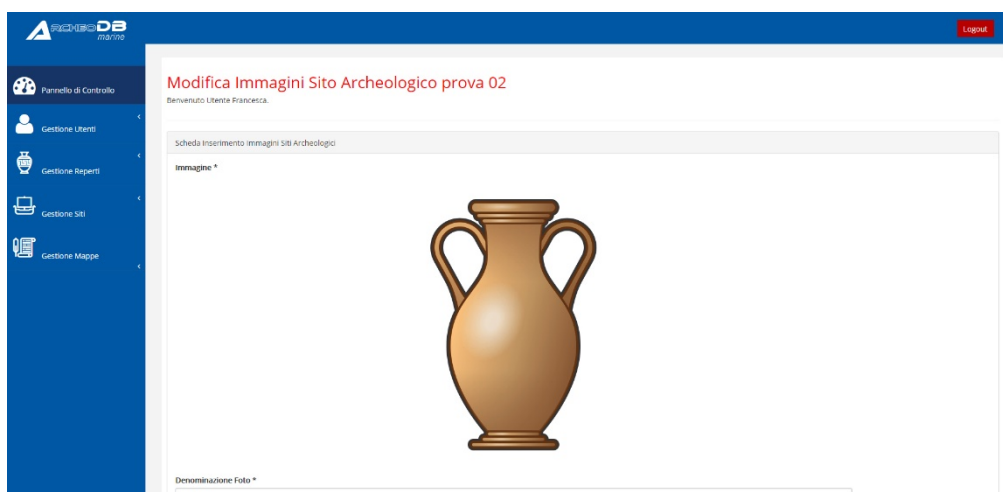 ARCHEODB
marine
Logout
Pannello di Controllo
Gestione Utenti
Gestione Reperti
Gestione Siti
Gestione Mappe
Modifica Immagini Sito Archeologico prova 02
Benvenuto Utente Francesca.
Scheda Inserimento Immagini Siti Archeologici
Immagine *
Denominazione Foto *